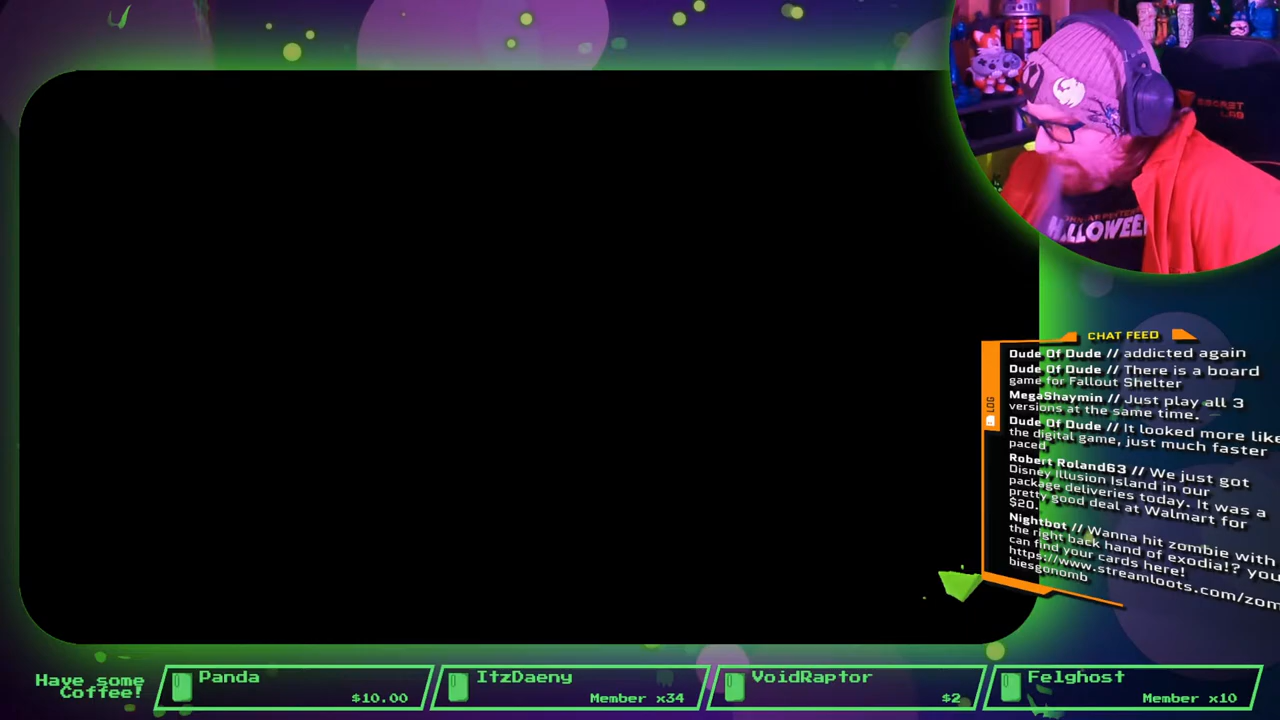 SECRET
LAB
HALLOWEEN
CHAT FEED
LOG
Dude Of Dude // addicted again
Dude Of Dude // There is a board
game for Fallout Shelter
MegaShaymin // Just play all 3
versions at the same time.
Dude Of Dude // It looked more like
the digital game, just much faster
paced
Robert Roland63 // We just got
Disney Illusion Island in our
package deliveries today. It was a
pretty good deal at Walmart for
$20.
Nightbot // Wanna hit zombie with
the right back hand of exodia!? you
can find your cards here!
https://www.streamloots.com/zom
biesgonomb
Have some
Coffee!
Panda
$10.00
ItzDaeny
Member x34
VoidRaptor
$2
Felghost
Member x10